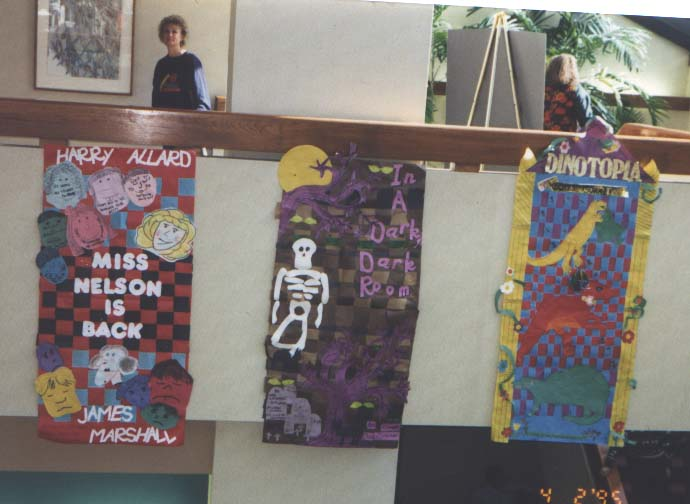 HARRY ALLARD
MISS
NELSON
IS
BACK
JAMES
MARSHALL
In
A
Dark,
Dark
Room
DINOTOPIA
4 2'95